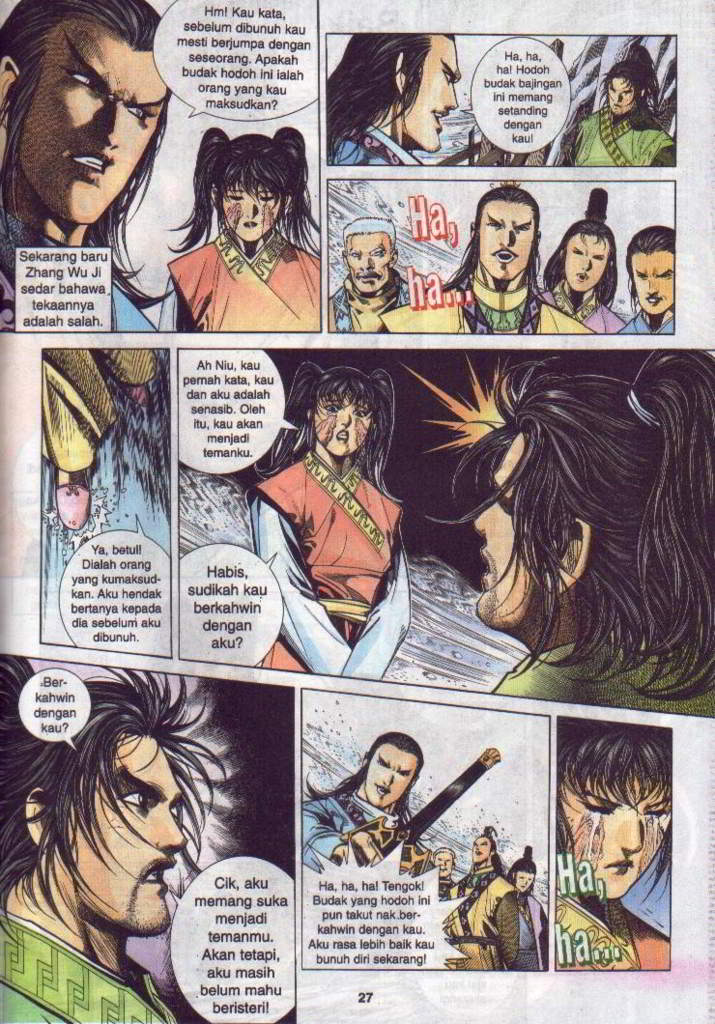 Hm! Kau kata,
sebelum dibunuh kau
mesti berjumpa dengan
seseorang. Apakah
budak hodoh ini ialah
orang yang kau
maksudkan?
Sekarang baru
Zhang Wu Ji
sedar bahawa
tekaannya
adalah salah.
Ha, ha,
ha! Hodoh
budak bajingan
ini memang
setanding
dengan
kau!
Ha,
ha...
Ya, betul!
Dialah orang
yang kumaksud-
kan. Aku hendak
bertanya kepada
dia sebelum aku
dibunuh.
Ah Niu, kau
pernah kata, kau
dan aku adalah
senasib. Oleh
itu, kau akan
menjadi
temanku.
Habis,
sudikah kau
berkahwin
dengan
aku?
Ber-
kahwin
dengan
kau?
Cik, aku
memang suka
menjadi
temanmu.
Akan tetapi,
aku masih
belum mahu
beristeri!
Ha, ha, ha! Tengok!
Budak yang hodoh ini
pun takut nak.ber-
kahwin dengan kau.
Aku rasa lebih baik kau
bunuh diri sekarang!
Ha,
ha...
27